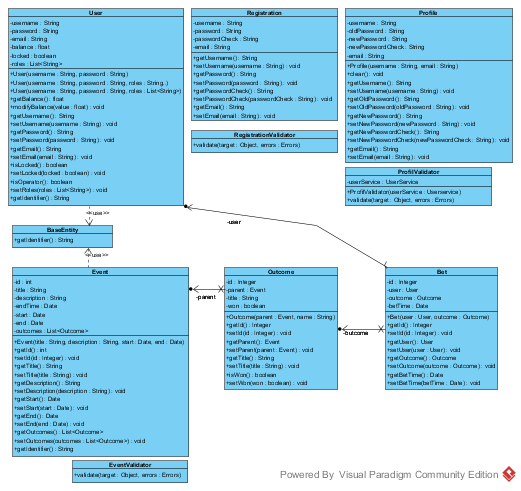 User
-username : String
-password : String
-email : String
-balance : float
-locked : boolean
-roles : List<String>
+User(username : String, password : String)
+User(username : String, password : String, roles : String..)
+User(username : String, password : String, roles : List<String>)
+getBalance() : float
+modifyBalance(value : float) : void
+getUsername() : String
+setUsername(username : String) : void
+getPassword() : String
+setPassword(password : String) : void
+getEmail() : String
+setEmail(email : String) : void
+isLocked() : boolean
+setLocked(locked : boolean) : void
+isOperator() : boolean
+setRoles(roles : List<String>) : void
+getIdentifier() : String
Registration
-username : String
-password : String
-passwordCheck : String
-email : String
+getUsername() : String
+setUsername(username : String) : void
+getPassword() : String
+setPassword(password : String) : void
+getPasswordCheck() : String
+setPasswordCheck(passwordCheck : String) : void
+getEmail() : String
+setEmail(email : String) : void
RegistrationValidator
+validate(target : Object, errors : Errors)
Profile
-username : String
-oldPassword : String
-newPassword : String
-newPasswordCheck : String
-email : String
+Profile(username : String, email : String)
+clear() : void
+getUsername() : String
+setUsername(username : String) : void
+getOldPassword() : String
+setOldPassword(oldPassword : String) : void
+getNewPassword() : String
+setNewPassword(newPassword : String) : void
+getNewPasswordCheck() : String
+setNewPassword(newPasswordCheck : String) : void
+getEmail() : String
+setEmail(email : String) : void
ProfilValidator
-userService : UserService
+ProfilValidator(userService : Userservice)
+validate(target : Object, errors : Errors)
<<use>>
-user
BaseEntity
+getIdentifier() : String
<<use>>
Event
-id : int
-title : String
-description : String
-endTime : Date
-start : Date
-end : Date
-outcomes : List<Outcome>
+Event(title : String, description : String, start : Date, end : Date)
+getId() : int
+setId(id : Integer) : void
+getTitle() : String
+setTitle(title : String) : void
+getDescription() : String
+setDescription(description : String) : void
+getStart() : Date
+setStart(start : Date) : void
+getEnd() : Date
+setEnd(end : Date) : void
+getOutcomes() : List<Outcome>
+setOutcomes(outcomes : List<Outcome>) : void
+getIdentifier() : String
-parent
Outcome
-id : Integer
-parent : Event
-title : String
-won : boolean
+Outcome(parent : Event, name : String)
+getId() : Integer
+setId(id : Integer) : void
+getParent() : Event
+setParent(parent : Event) : void
+getTitle() : String
+setTitle(title : String) : void
+isWon() : boolean
+setWon(won : boolean) : void
-outcome
Bet
-id : Integer
-user : User
-outcome : Outcome
-betTime : Date
+Bet(user : User, outcome : Outcome)
+getId() : Integer
+setId(id : Integer) : void
+getUser() : User
+setUser(user : User) : void
+getOutcome() : Outcome
+setOutcome(outcome : Outcome) : void
+getBetTime() : Date
+setBetTime(betTime : Date) : void
EventValidator
+validate(target : Object, errors : Errors)
Powered By Visual Paradigm Community Edition